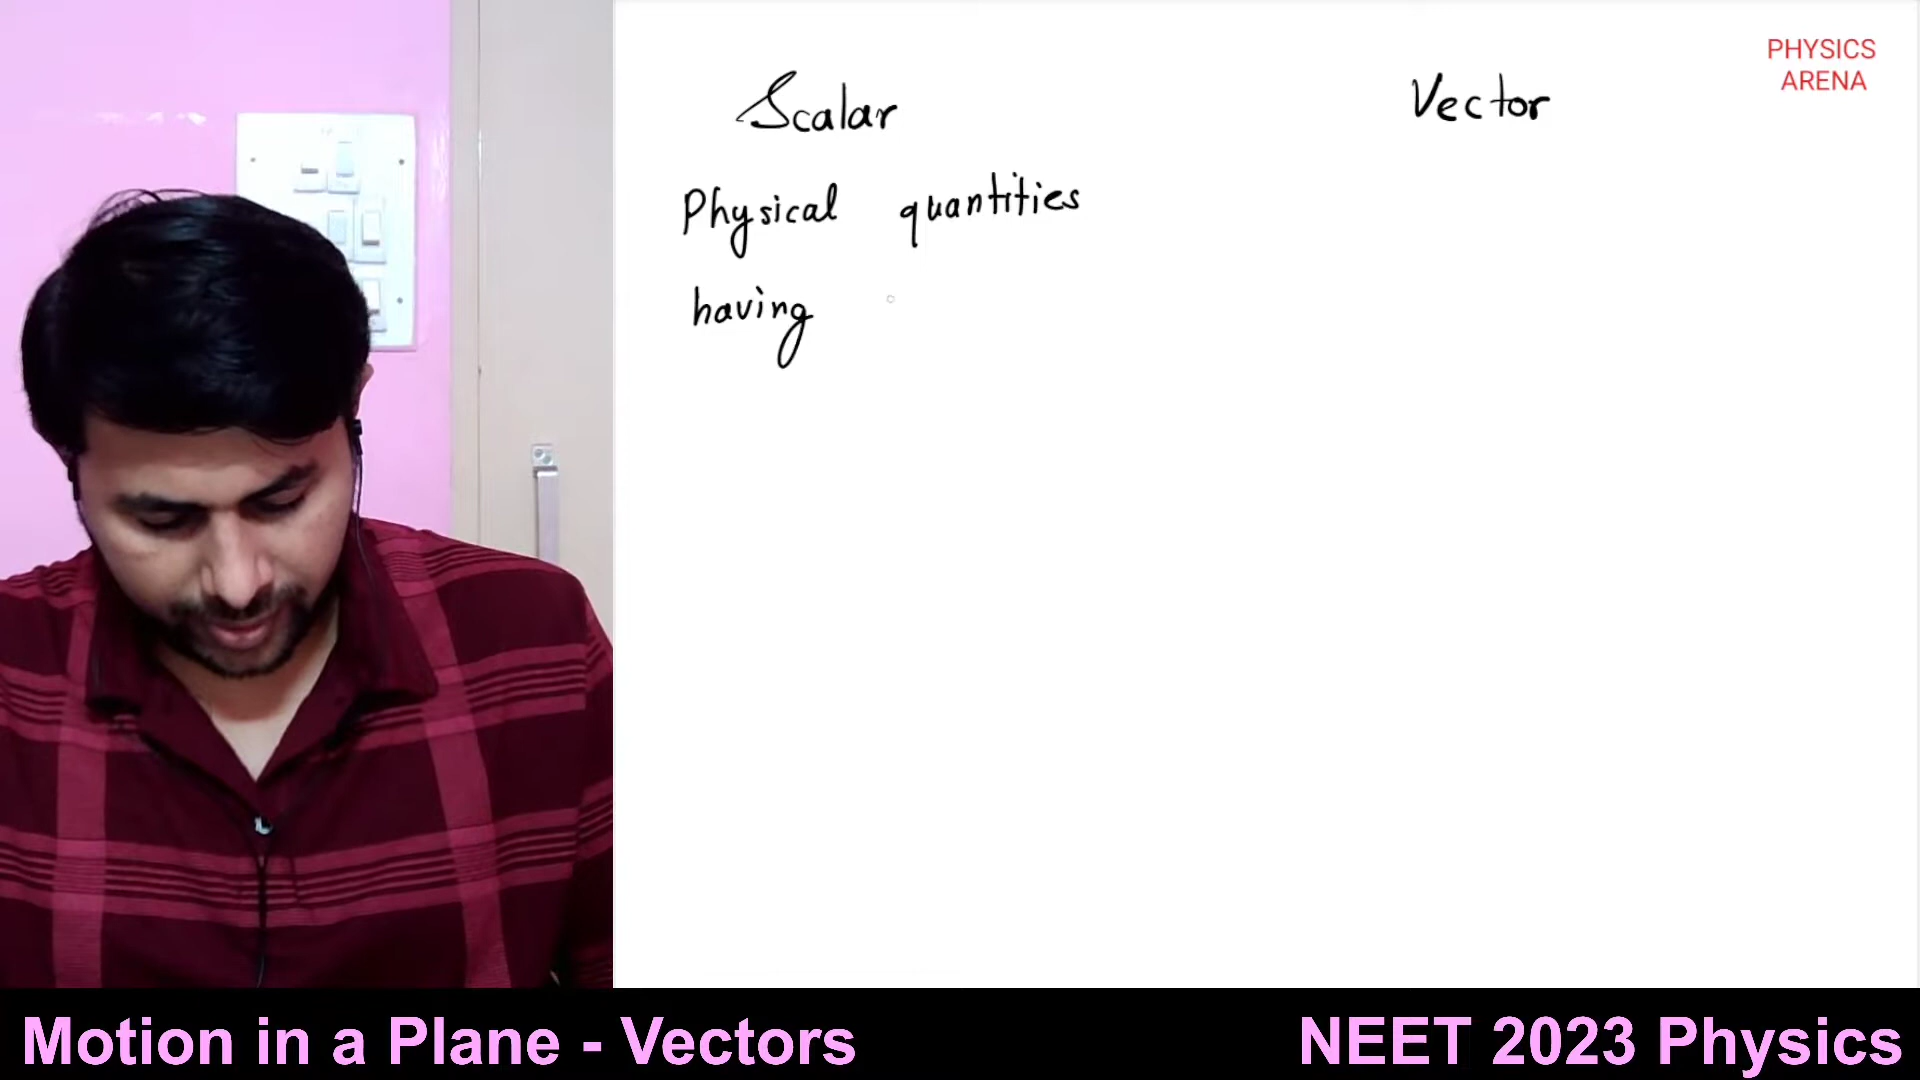 PHYSICS
ARENA
Scalar
Vector
Physical quantities
having
Motion in a Plane - Vectors
NEET 2023 Physics